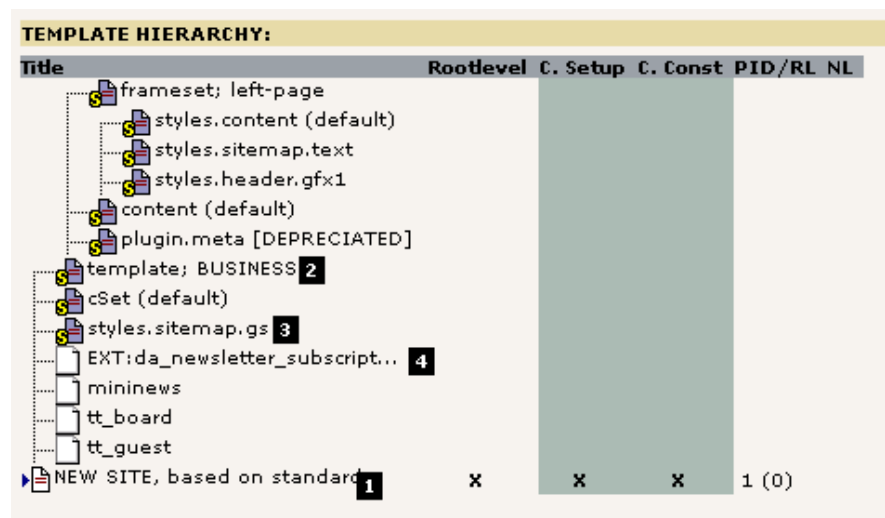 TEMPLATE HIERARCHY:
Title Rootlevel C. Setup C. Const PID/RL NL
frameset; left-page
styles.content (default)
styles.sitemap.text
styles.header.gfx1
content (default)
plugin.meta [DEPRECIATED]
template; BUSINESS 2
cSet (default)
styles.sitemap.gs 3
EXT:da_newsletter_subscript... 4
mininews
tt_board
tt_guest
NEW SITE, based on standard 1 x x x 1 (0)